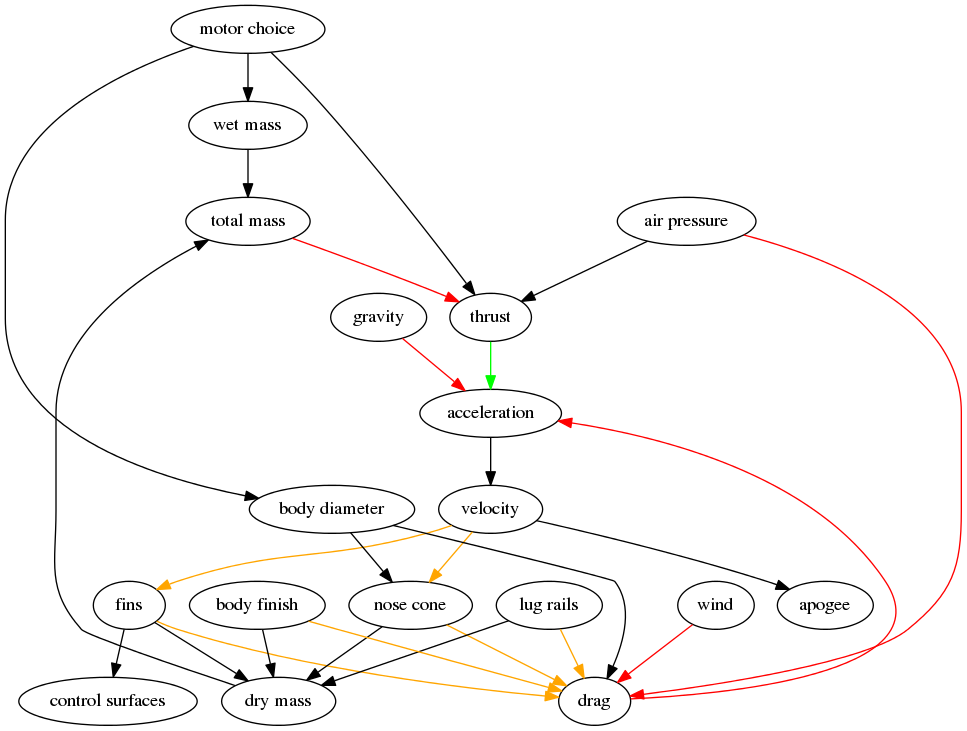 motor choice
wet mass
total mass
air pressure
gravity
thrust
acceleration
body diameter
velocity
fins
body finish
nose cone
lug rails
wind
apogee
control surfaces
dry mass
drag